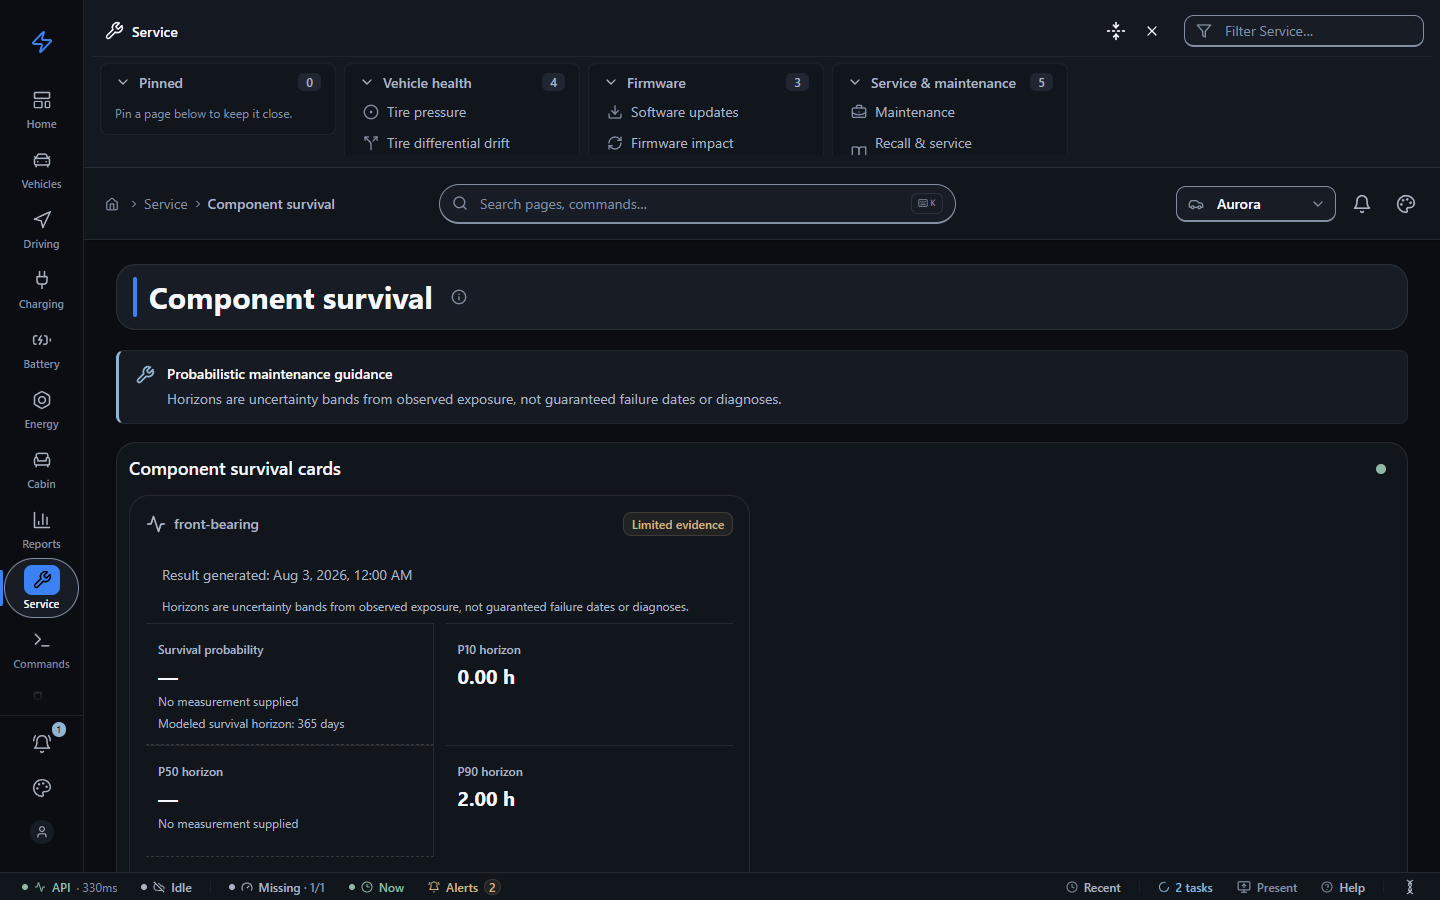 Service
Filter Service...
Pinned 0
Pin a page below to keep it close.
Vehicle health 4
Tire pressure
Tire differential drift
Firmware 3
Software updates
Firmware impact
Service & maintenance 5
Maintenance
Recall & service
Home
Vehicles
Driving
Charging
Battery
Energy
Cabin
Reports
Service
Commands
1
Service
Component survival
Search pages, commands...
K
Aurora
Component survival
Probabilistic maintenance guidance
Horizons are uncertainty bands from observed exposure, not guaranteed failure dates or diagnoses.
Component survival cards
front-bearing
Limited evidence
Result generated: Aug 3, 2026, 12:00 AM
Horizons are uncertainty bands from observed exposure, not guaranteed failure dates or diagnoses.
Survival probability
—
No measurement supplied
Modeled survival horizon: 365 days
P10 horizon
0.00 h
P50 horizon
—
No measurement supplied
P90 horizon
2.00 h
API · 330ms
Idle
Missing · 1/1
Now
Alerts 2
Recent
2 tasks
Present
Help